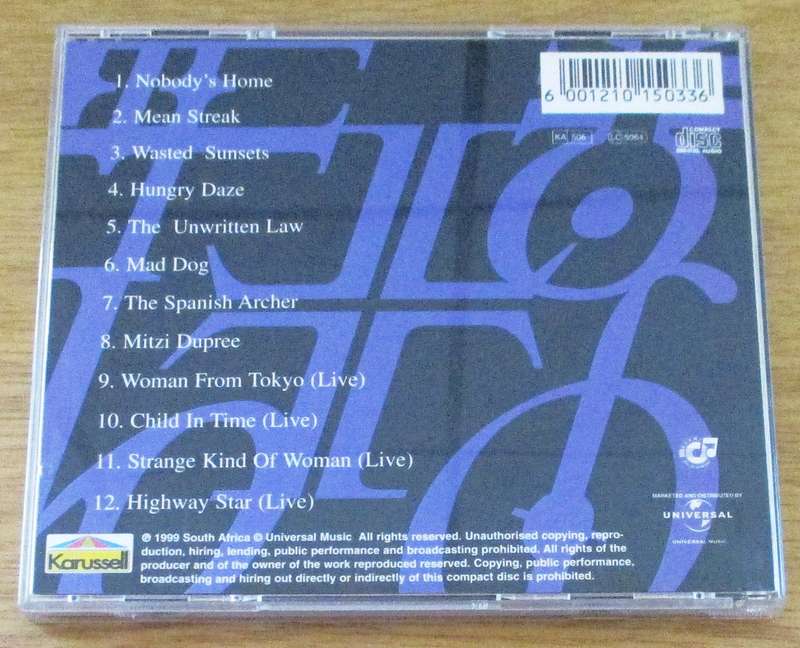 1. Nobody's Home
2. Mean Streak
3. Wasted Sunsets
4. Hungry Daze
5. The Unwritten Law
6. Mad Dog
7. The Spanish Archer
8. Mitzi Dupree
9. Woman From Tokyo (Live)
10. Child In Time (Live)
11. Strange Kind Of Woman (Live)
12. Highway Star (Live)
6 001210 150336
COMPACT
disc
DIGITAL AUDIO
MARKETED AND DISTRIBUTED BY
UNIVERSAL
UNIVERSAL MUSIC
Karussell
℗ 1999 South Africa © Universal Music All rights reserved. Unauthorised copying, repro-
duction, hiring, lending, public performance and broadcasting prohibited. All rights of the
producer and of the owner of the work reproduced reserved. Copying, public performance,
broadcasting and hiring out directly or indirectly of this compact disc is prohibited.